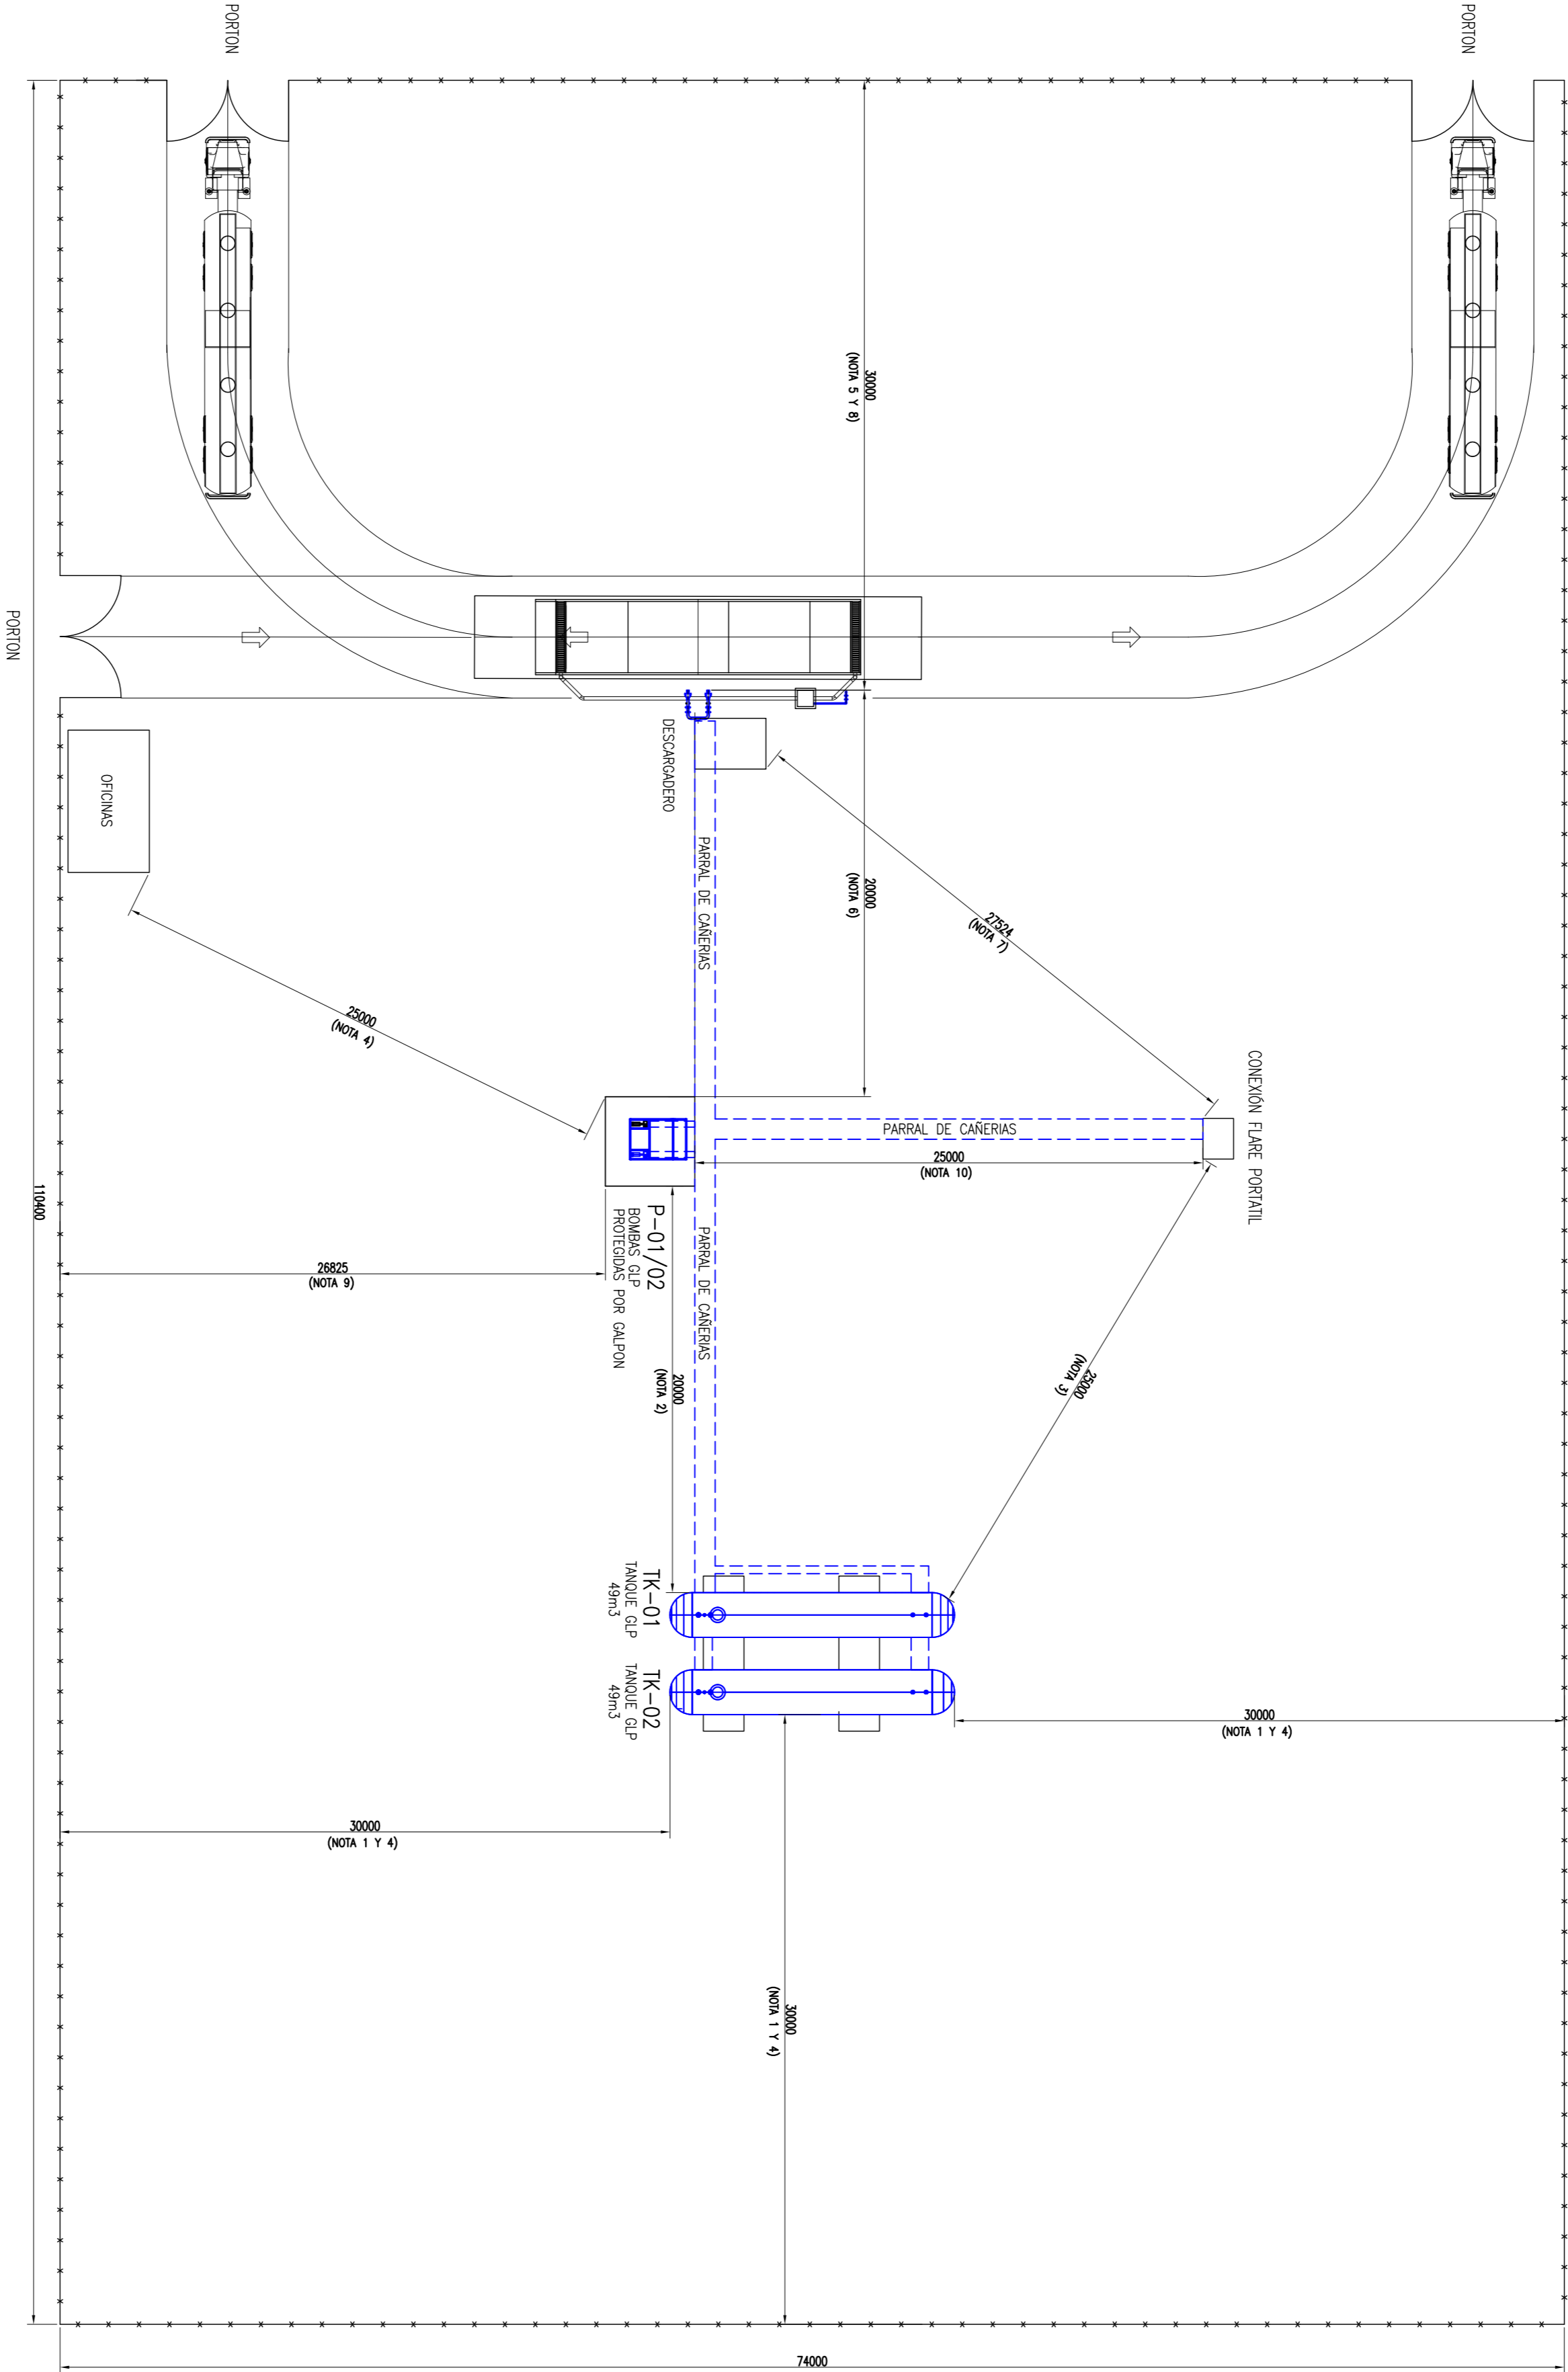 PORTON
PORTON
30000
(NOTA 5 Y 8)
PORTON
DESCARGADERO
OFICINAS
PARRAL DE CAÑERIAS
20000
(NOTA 6)
27524
(NOTA 7)
25000
(NOTA 4)
CONEXIÓN FLARE PORTATIL
PARRAL DE CAÑERIAS
25000
(NOTA 10)
110400
P-01/02
BOMBAS GLP
PROTEGIDAS POR GALPON
PARRAL DE CAÑERIAS
26825
(NOTA 9)
20000
(NOTA 2)
25000
(NOTA 3)
TK-01
TANQUE GLP
49m3
TK-02
TANQUE GLP
49m3
30000
(NOTA 1 Y 4)
30000
(NOTA 1 Y 4)
30000
(NOTA 1 Y 4)
74000